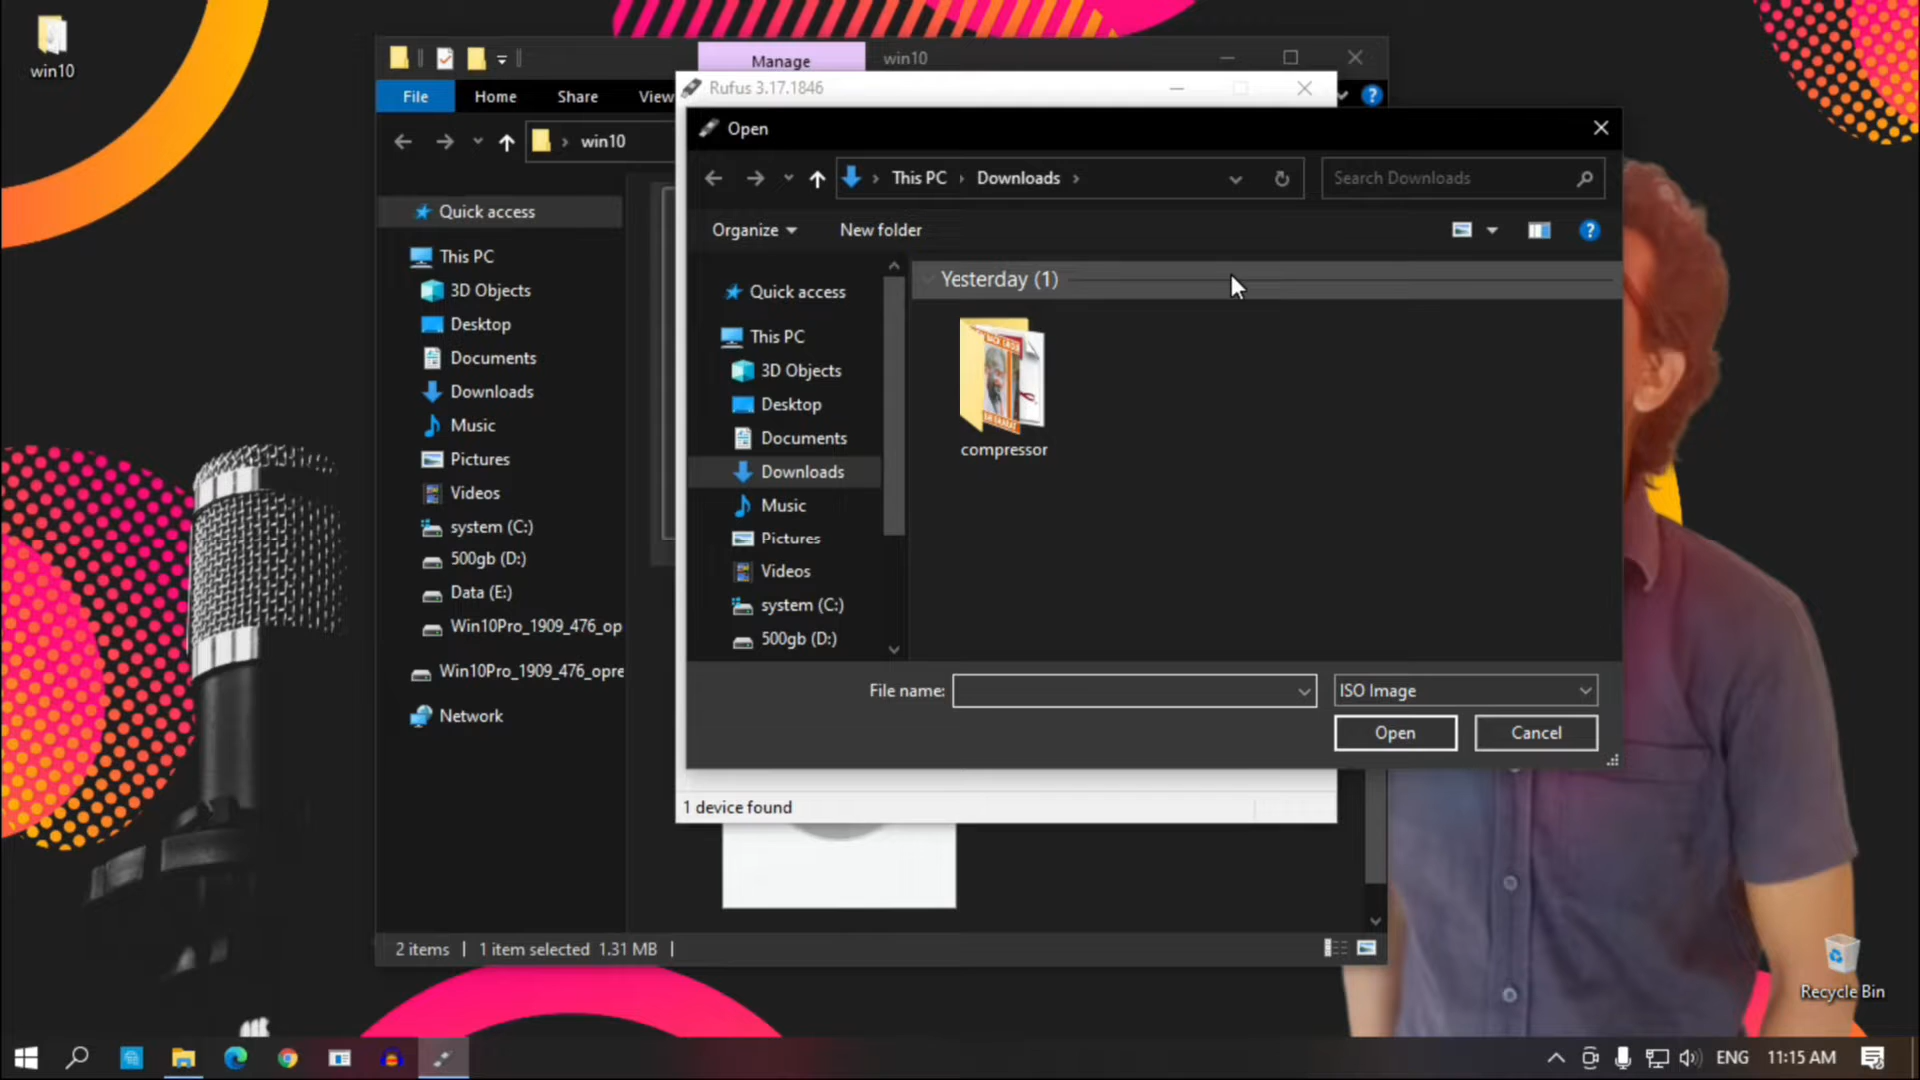 win10
Manage
win10
File
Home
Share
View
win10
Quick access
This PC
3D Objects
Desktop
Documents
Downloads
Music
Pictures
Videos
system (C:)
500gb (D:)
Data (E:)
Win10Pro_1909_476_op
Win10Pro_1909_476_opre
Network
2 items
1 item selected 1.31 MB
Rufus 3.17.1846
Open
This PC
Downloads
Search Downloads
Organize
New folder
Quick access
This PC
3D Objects
Desktop
Documents
Downloads
Music
Pictures
Videos
system (C:)
500gb (D:)
Yesterday (1)
compressor
File name:
ISO Image
Open
Cancel
1 device found
Recycle Bin
ENG
11:15 AM